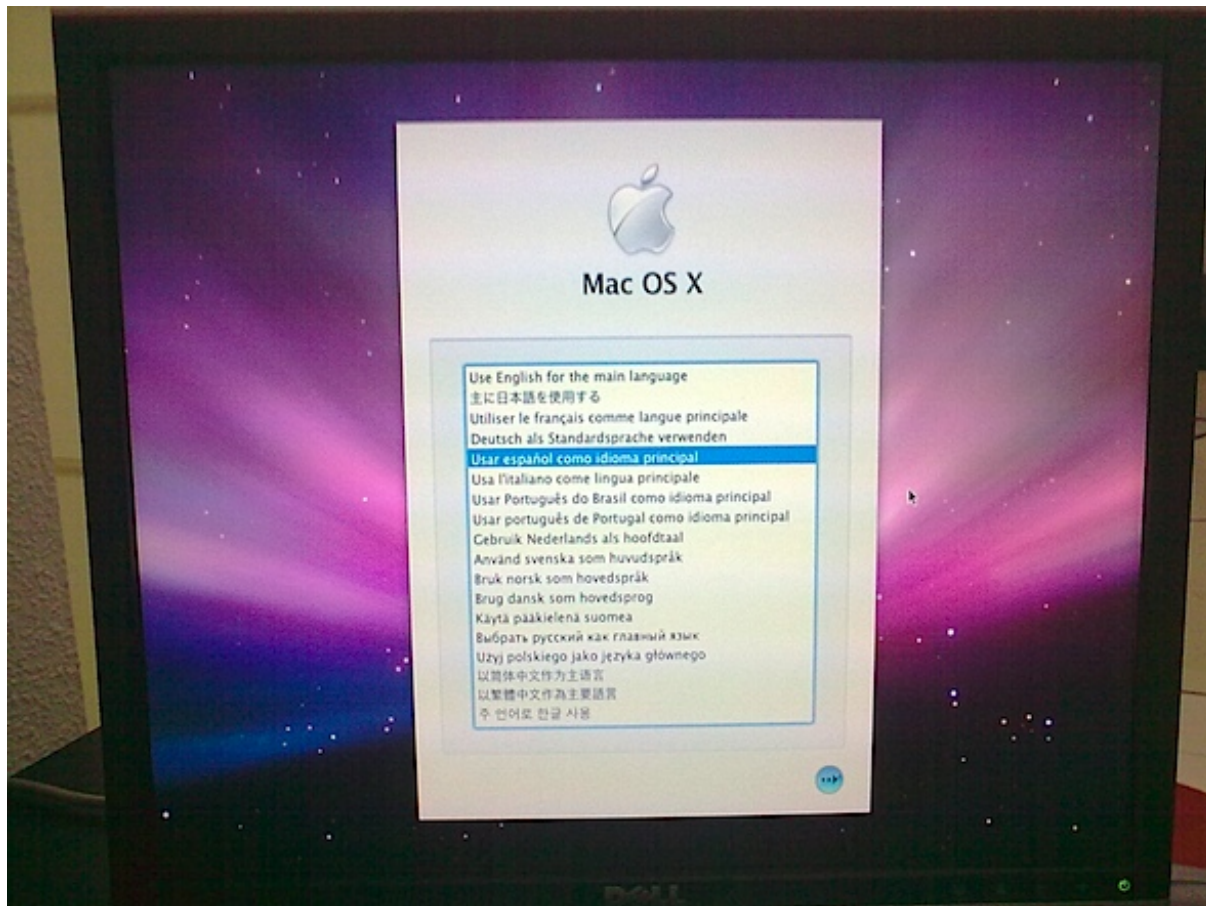 Mac OS X
Use English for the main language
主に日本語を使用する
Utiliser le français comme langue principale
Deutsch als Standardsprache verwenden
Usar español como idioma principal
Usa l'italiano come lingua principale
Usar Português do Brasil como idioma principal
Usar português de Portugal como idioma principal
Gebruik Nederlands als hoofdtaal
Använd svenska som huvudspråk
Bruk norsk som hovedspråk
Brug dansk som hovedsprog
Käytä pääkielenä suomea
Выбрать русский как главный язык
Użyj polskiego jako języka głównego
以简体中文作为主语言
以繁體中文作為主要語言
주 언어로 한글 사용
DELL